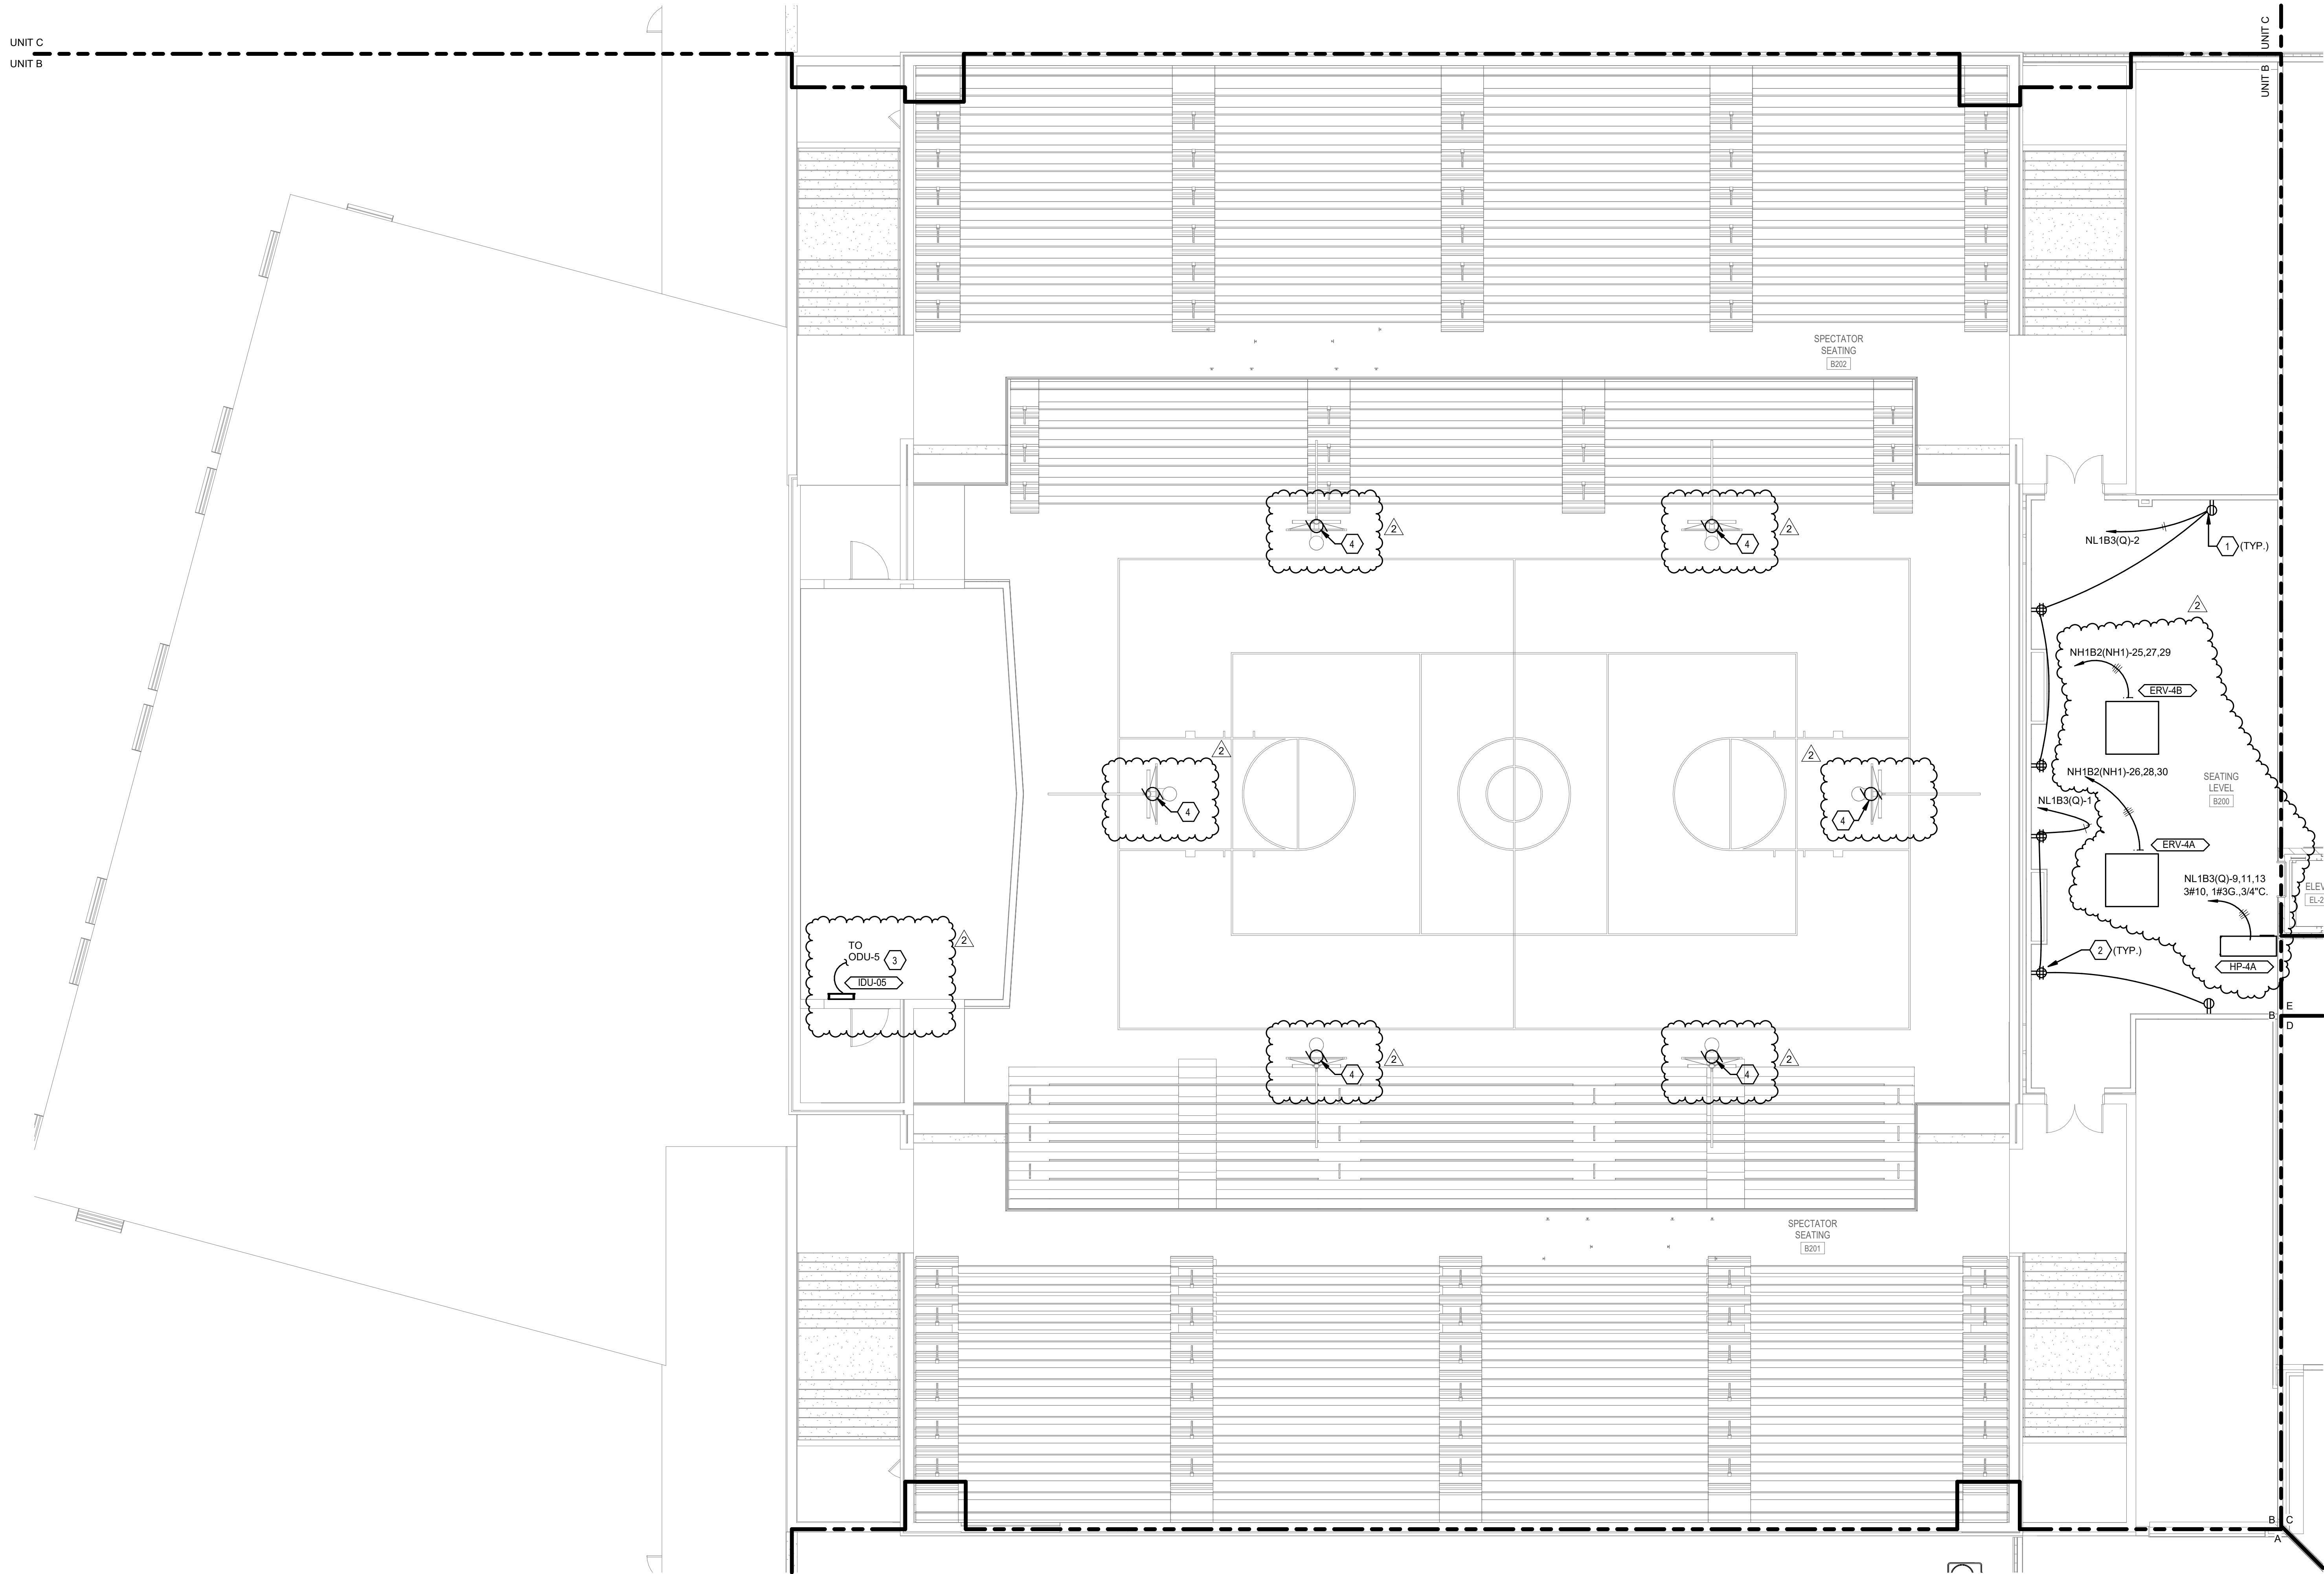 UNIT C
UNIT B
UNIT C
UNIT B
SPECTATOR
SEATING
B202
2
4
2
4
NL1B3(Q)-2
1 (TYP.)
2
NH1B2(NH1)-25,27,29
ERV-4B
2
4
2
4
NH1B2(NH1)-26,28,30
SEATING
LEVEL
B200
NL1B3(Q)-1
ERV-4A
NL1B3(Q)-9,11,13
3#10, 1#3G.,3/4"C.
2 (TYP.)
HP-4A
TO
ODU-5
3
IDU-05
2
E
B
D
2
4
2
4
SPECTATOR
SEATING
B201
B
C
A